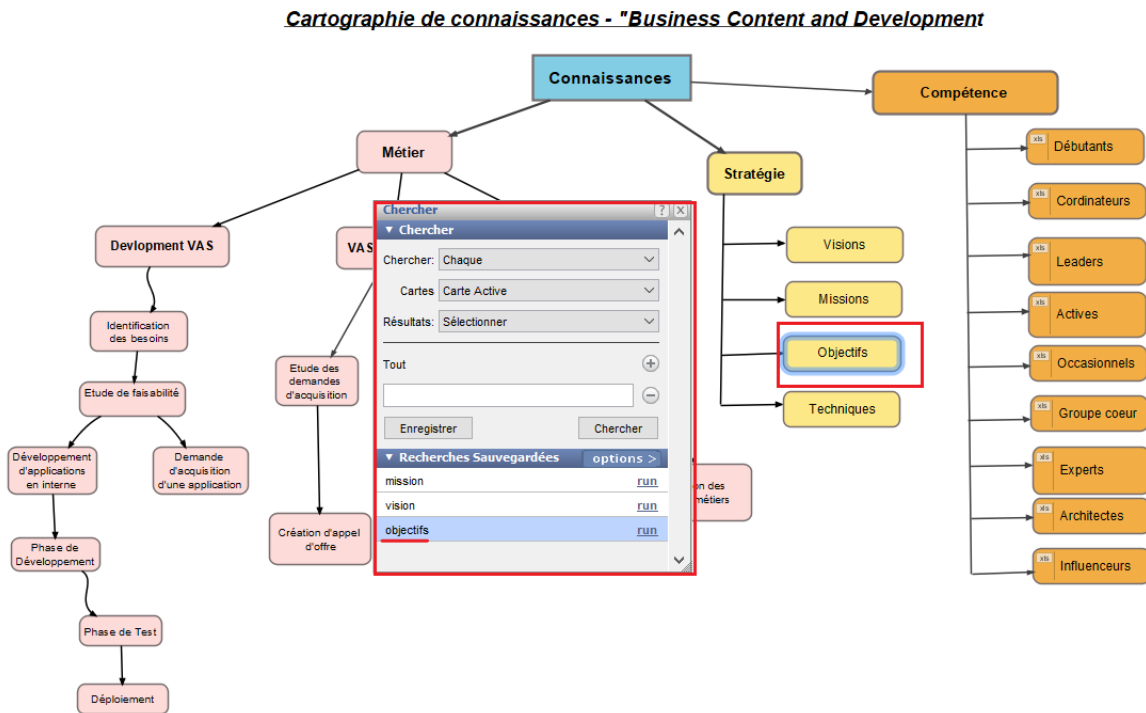 Cartographie de connaissances - "Business Content and Development
Connaissances
Compétence
Métier
Stratégie
Débutants
Cordinateurs
Leaders
Actives
Occasionnels
Groupe coeur
Experts
Architectes
Influenceurs
xls
xls
xls
xls
xls
xls
xls
xls
xls
Visions
Missions
Objectifs
Techniques
Devlopment VAS
VAS
Identification
des besoins
Etude de faisabilité
Développement
d'applications
en interne
Demande
d'acquisition
d'une application
Phase de
Développement
Phase de Test
Déploiement
Etude des
demandes
d'acquisition
Création d'appel
d'offre
on des
métiers
Chercher
? X
▼ Chercher
Chercher: Chaque
Cartes Carte Active
Résultats: Sélectionner
Tout
Enregistrer Chercher
▼ Recherches Sauvegardées options >
mission run
vision run
objectifs run